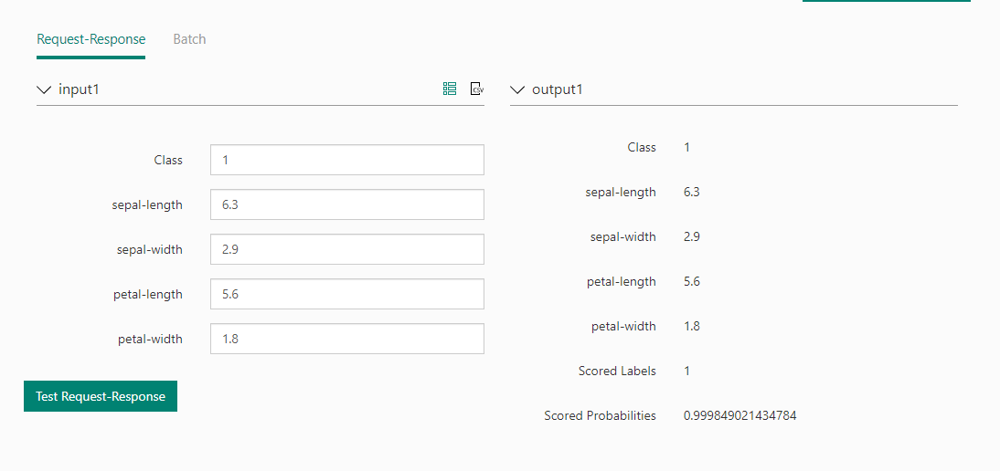 Request-Response Batch
input1
CSV
Class 1
sepal-length 6.3
sepal-width 2.9
petal-length 5.6
petal-width 1.8
Test Request-Response
output1
Class 1
sepal-length 6.3
sepal-width 2.9
petal-length 5.6
petal-width 1.8
Scored Labels 1
Scored Probabilities 0.999849021434784